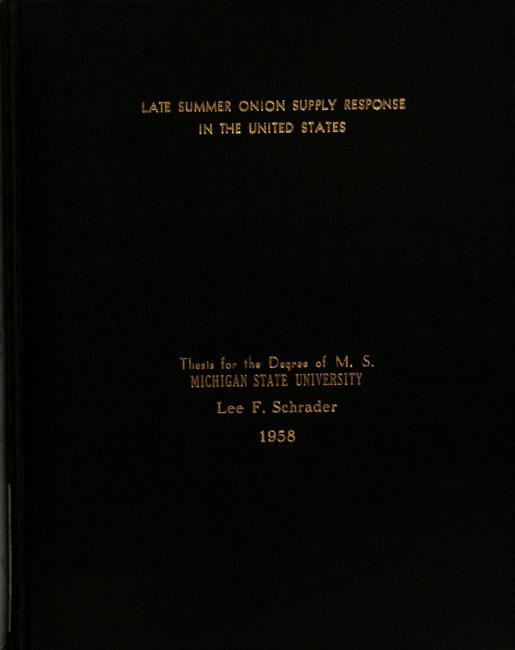 LATE SUMMER ONION SUPPLY RESPONSE
IN THE UNITED STATES
Thesis for the Degree of M. S.
MICHIGAN STATE UNIVERSITY
Lee F. Schrader
1958